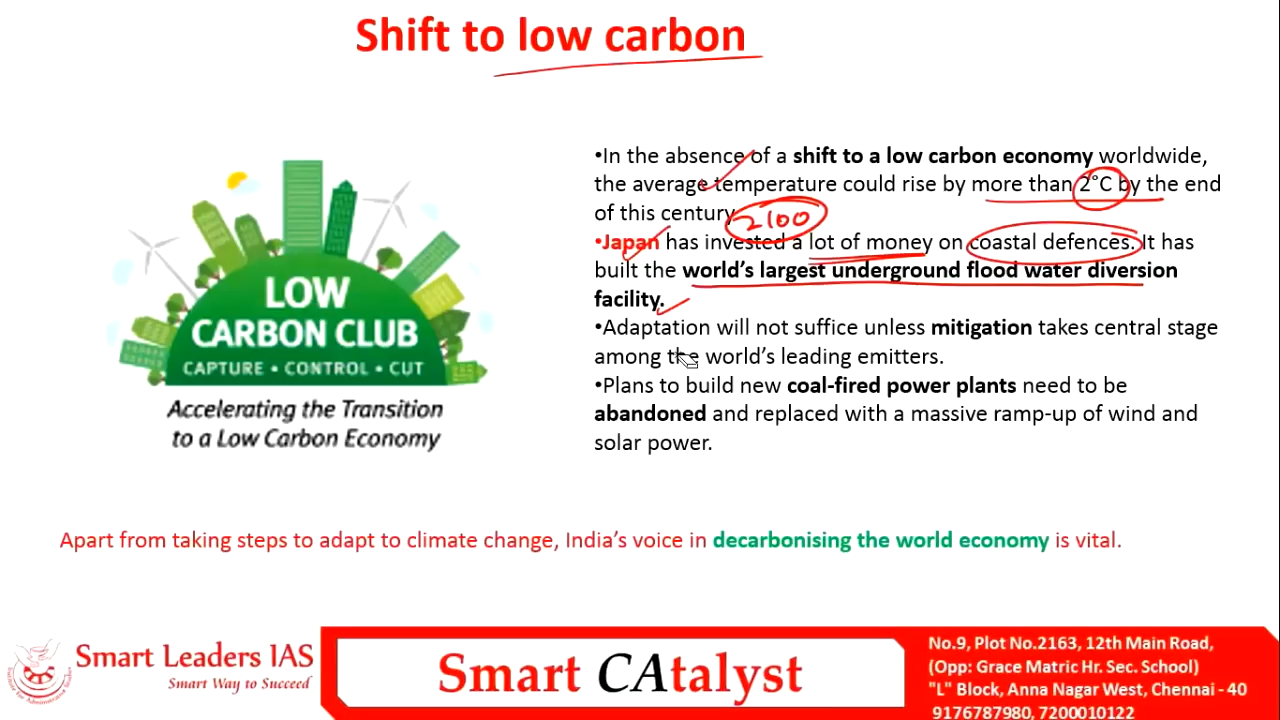 Shift to low carbon
LOW
CARBON CLUB
CAPTURE • CONTROL • CUT
Accelerating the Transition
to a Low Carbon Economy
•In the absence of a shift to a low carbon economy worldwide,
the average temperature could rise by more than 2°C by the end
of this century.
2100
•Japan has invested a lot of money on coastal defences. It has
built the world's largest underground flood water diversion
facility.
•Adaptation will not suffice unless mitigation takes central stage
among the world's leading emitters.
•Plans to build new coal-fired power plants need to be
abandoned and replaced with a massive ramp-up of wind and
solar power.
Apart from taking steps to adapt to climate change, India's voice in decarbonising the world economy is vital.
Smart Leaders IAS
Smart Way to Succeed
Smart CAtalyst
No.9, Plot No.2163, 12th Main Road,
(Opp: Grace Matric Hr. Sec. School)
"L" Block, Anna Nagar West, Chennai - 40
9176787980, 7200010122